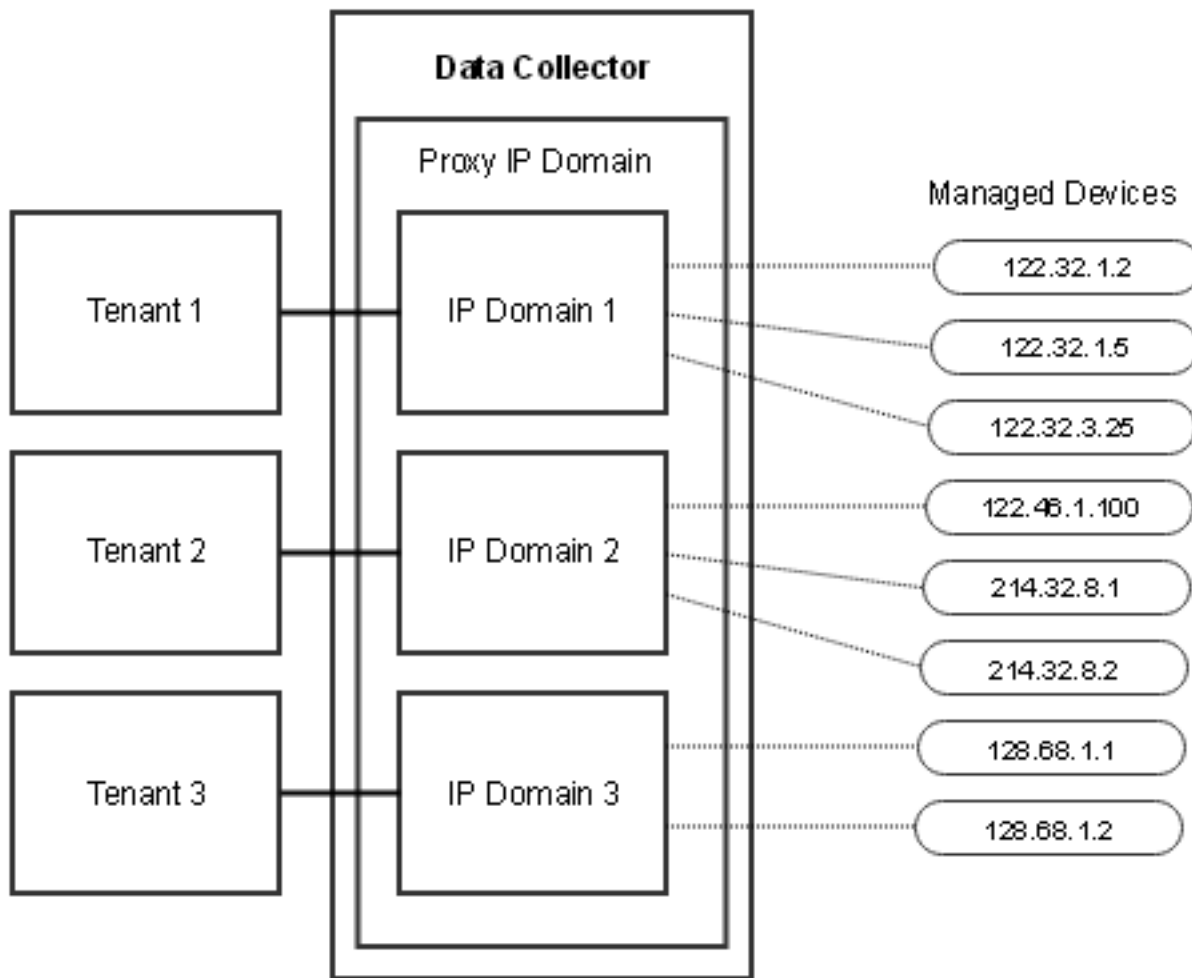 Data Collector
Proxy IP Domain
Managed Devices
Tenant 1
IP Domain 1
122.32.1.2
122.32.1.5
122.32.3.25
Tenant 2
IP Domain 2
122.46.1.100
214.32.8.1
214.32.8.2
Tenant 3
IP Domain 3
128.68.1.1
128.68.1.2